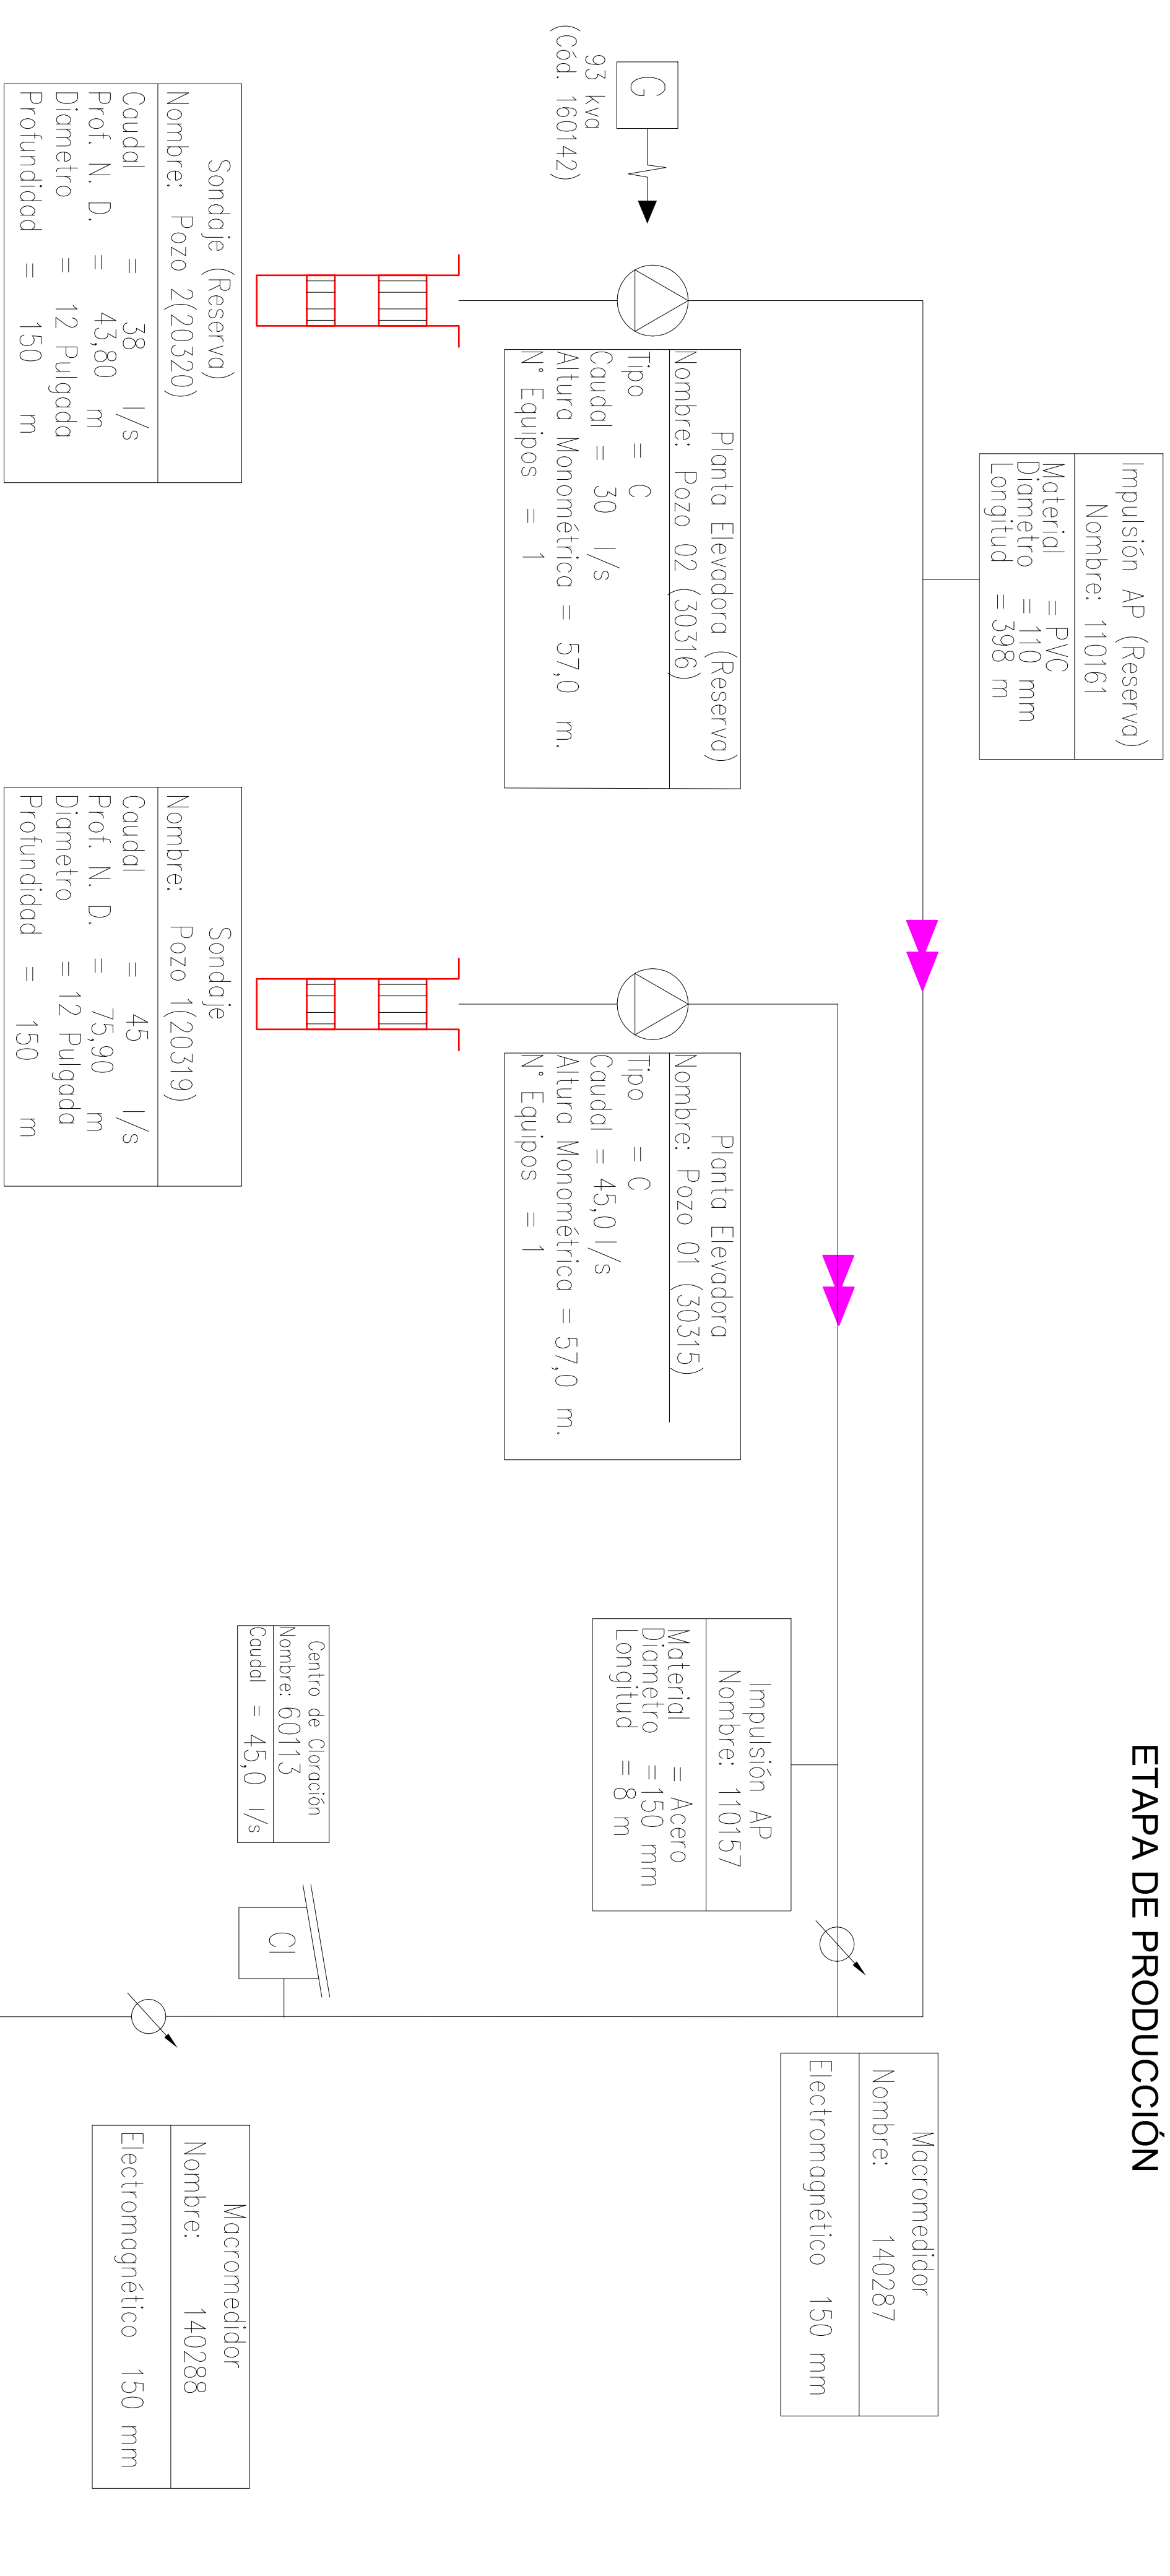 ETAPA DE PRODUCCIÓN
Impulsión AP (Reserva)
Nombre: 110161
Material = PVC
Diametro = 110 mm
Longitud = 398 m
G
93 kva
(Cód. 160142)
Planta Elevadora (Reserva)
Nombre: Pozo 02 (30316)
Tipo = C
Caudal = 30 l/s
Altura Monométrica = 57,0 m.
N° Equipos = 1
Sondaje (Reserva)
Nombre: Pozo 2(20320)
Caudal = 38 l/s
Prof. N. D. = 43,80 m
Diametro = 12 Pulgada
Profundidad = 150 m
Planta Elevadora
Nombre: Pozo 01 (30315)
Tipo = C
Caudal = 45,0 l/s
Altura Monométrica = 57,0 m.
N° Equipos = 1
Sondaje
Nombre: Pozo 1(20319)
Caudal = 45 l/s
Prof. N. D. = 75,90 m
Diametro = 12 Pulgada
Profundidad = 150 m
Impulsión AP
Nombre: 110157
Material = Acero
Diametro = 150 mm
Longitud = 8 m
Centro de Cloración
Nombre: 60113
Caudal = 45,0 l/s
Cl
Macromedidor
Nombre: 140287
Electromagnético 150 mm
Macromedidor
Nombre: 140288
Electromagnético 150 mm